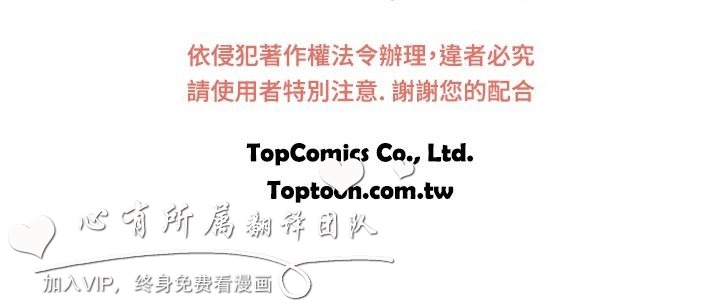 依侵犯著作權法令辦理，違者必究
請使用者特別注意. 謝謝您的配合
TopComics Co., Ltd.
Toptoon.com.tw
心有所属翻译团队
加入VIP，终身免费看漫画